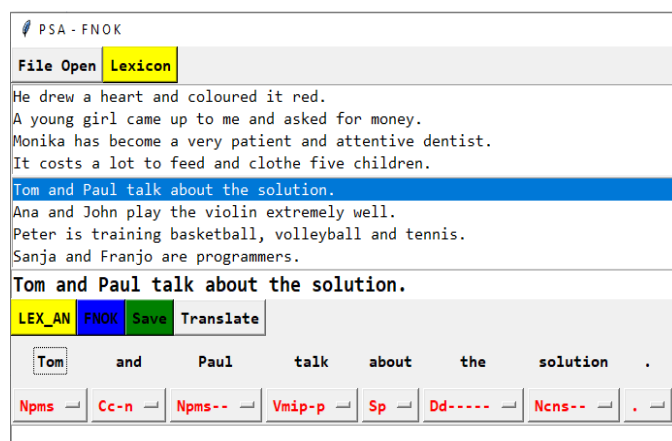 PSA - FNOK
File Open Lexicon
He drew a heart and coloured it red.
A young girl came up to me and asked for money.
Monika has become a very patient and attentive dentist.
It costs a lot to feed and clothe five children.
Tom and Paul talk about the solution.
Ana and John play the violin extremely well.
Peter is training basketball, volleyball and tennis.
Sanja and Franjo are programmers.
Tom and Paul talk about the solution.
LEX_AN FNOK Save Translate
Tom and Paul talk about the solution .
Npms Cc-n Npms-- Vmip-p Sp Dd----- Ncns-- .